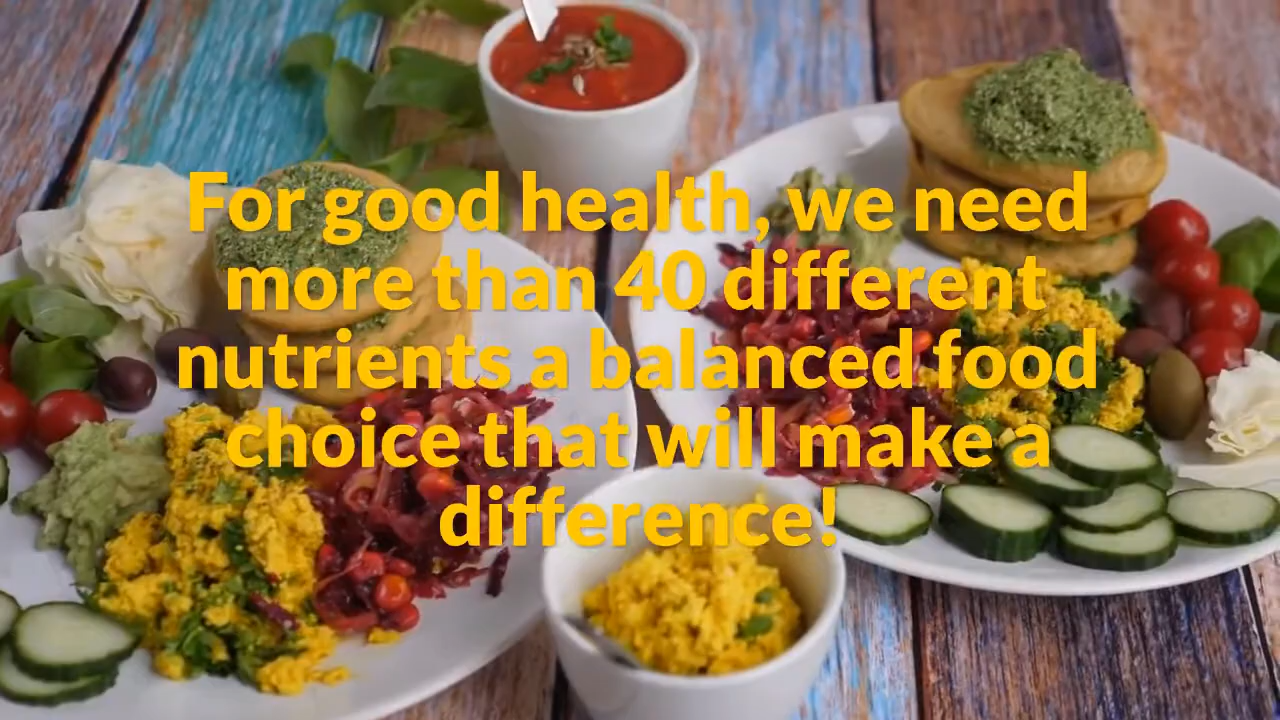 For good health, we need
more than 40 different
nutrients a balanced food
choice that will make a
difference!